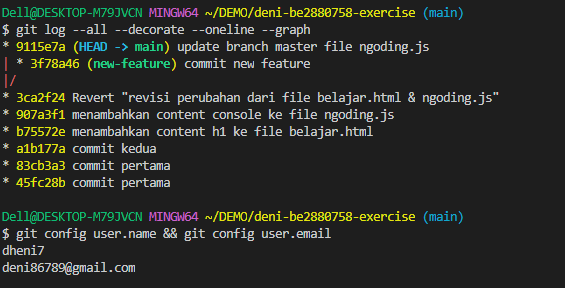 Dell@DESKTOP-M79JVCN MINGW64 ~/DEMO/deni-be2880758-exercise (main)
$ git log --all --decorate --oneline --graph
* 9115e7a (HEAD -> main) update branch master file ngoding.js
| * 3f78a46 (new-feature) commit new feature
|/
* 3ca2f24 Revert "revisi perubahan dari file belajar.html & ngoding.js"
* 907a3f1 menambahkan content console ke file ngoding.js
* b75572e menambahkan content h1 ke file belajar.html
* a1b177a commit kedua
* 83cb3a3 commit pertama
* 45fc28b commit pertama
Dell@DESKTOP-M79JVCN MINGW64 ~/DEMO/deni-be2880758-exercise (main)
$ git config user.name && git config user.email
dheni7
deni86789@gmail.com